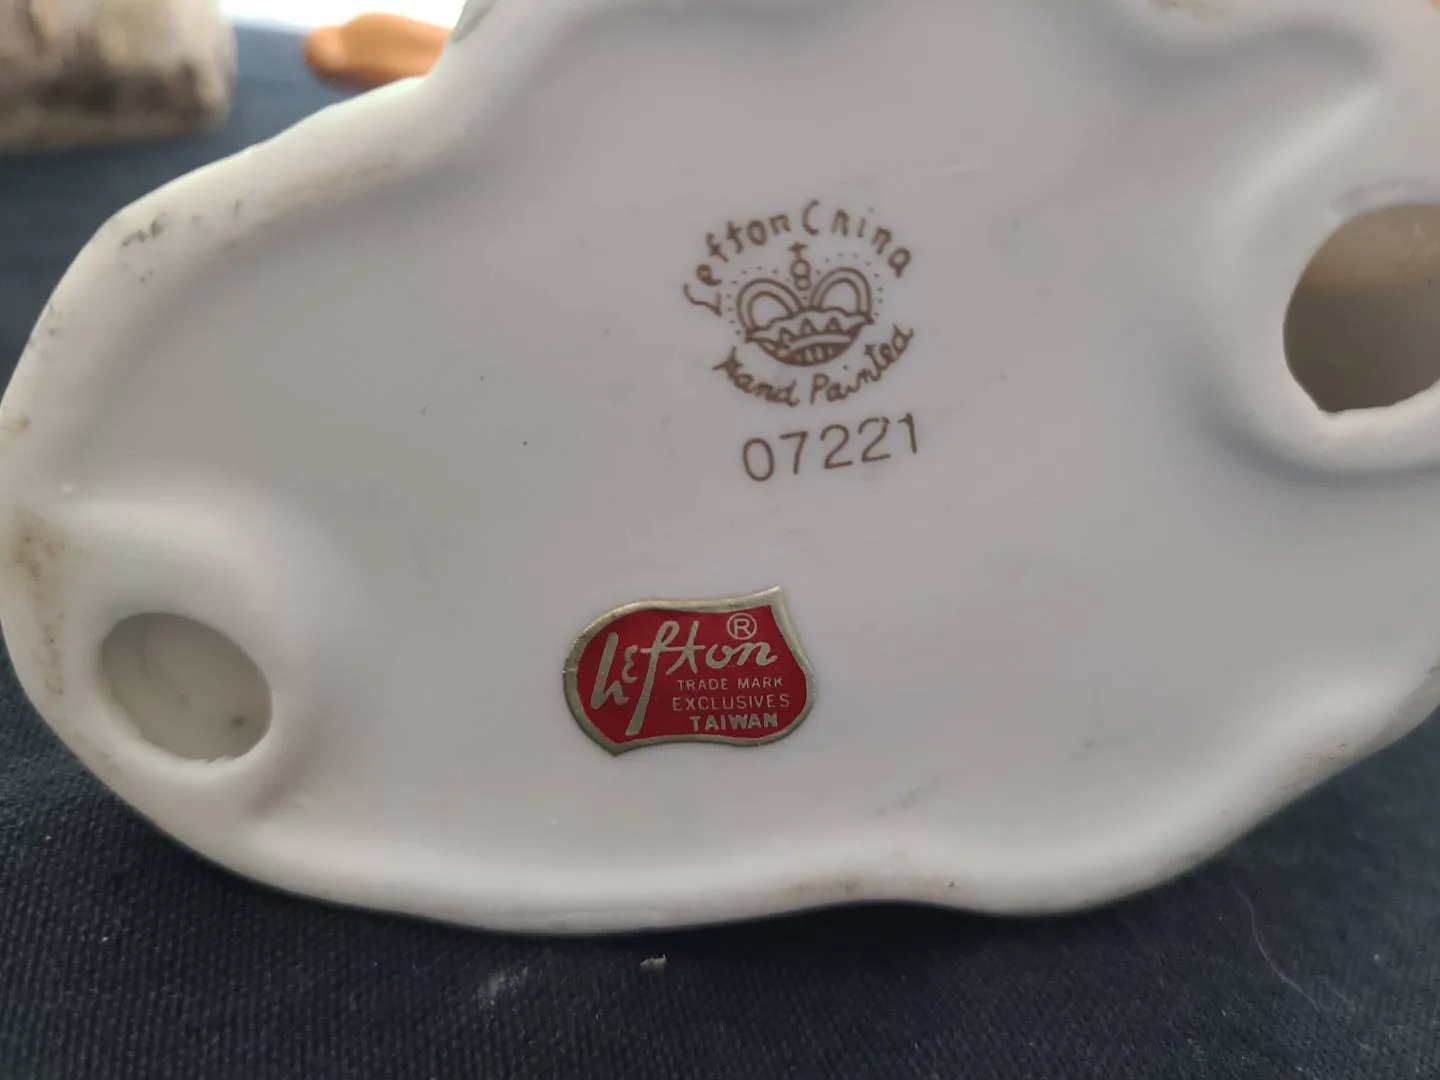 Lefton China
Hand Painted
07221
Lefton ®
TRADE MARK
EXCLUSIVES
TAIWAN